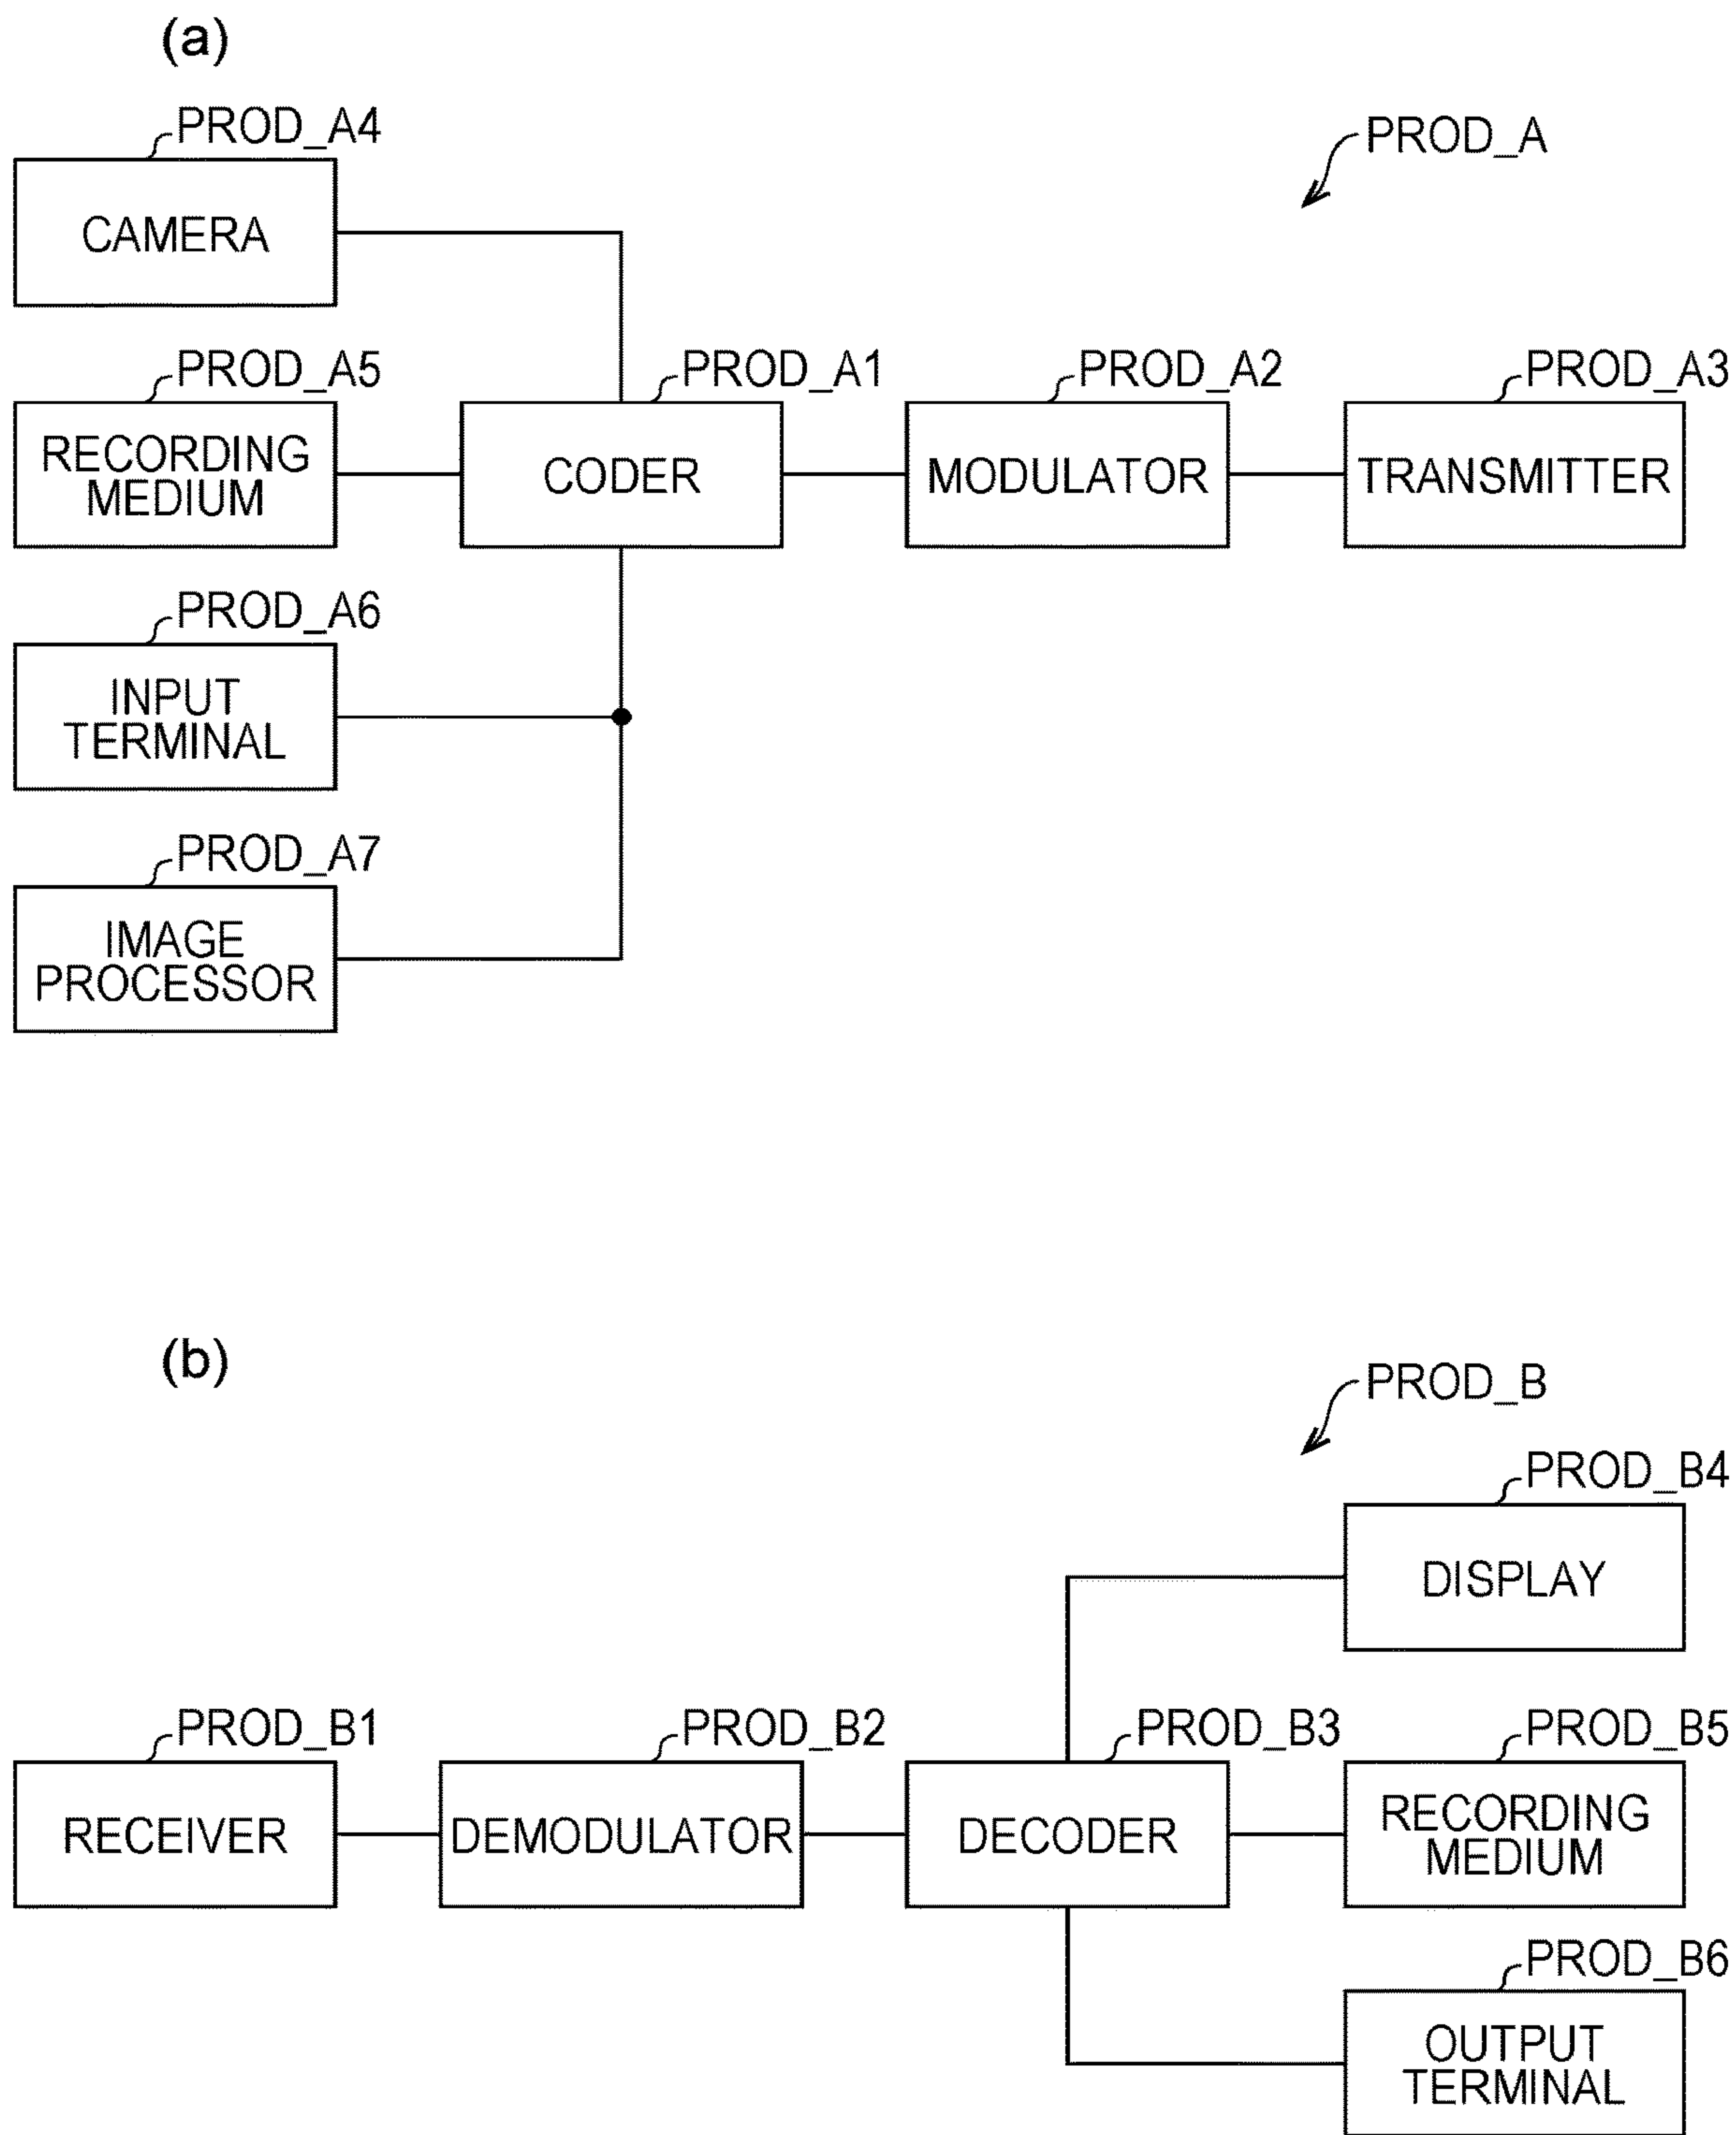 (a)
PROD_A4
PROD_A
CAMERA
PROD_A5
PROD_A1
PROD_A2
PROD_A3
RECORDING
MEDIUM
CODER
MODULATOR
TRANSMITTER
PROD_A6
INPUT
TERMINAL
PROD_A7
IMAGE
PROCESSOR
(b)
PROD_B
PROD_B4
DISPLAY
PROD_B1
PROD_B2
PROD_B3
PROD_B5
RECEIVER
DEMODULATOR
DECODER
RECORDING
MEDIUM
PROD_B6
OUTPUT
TERMINAL